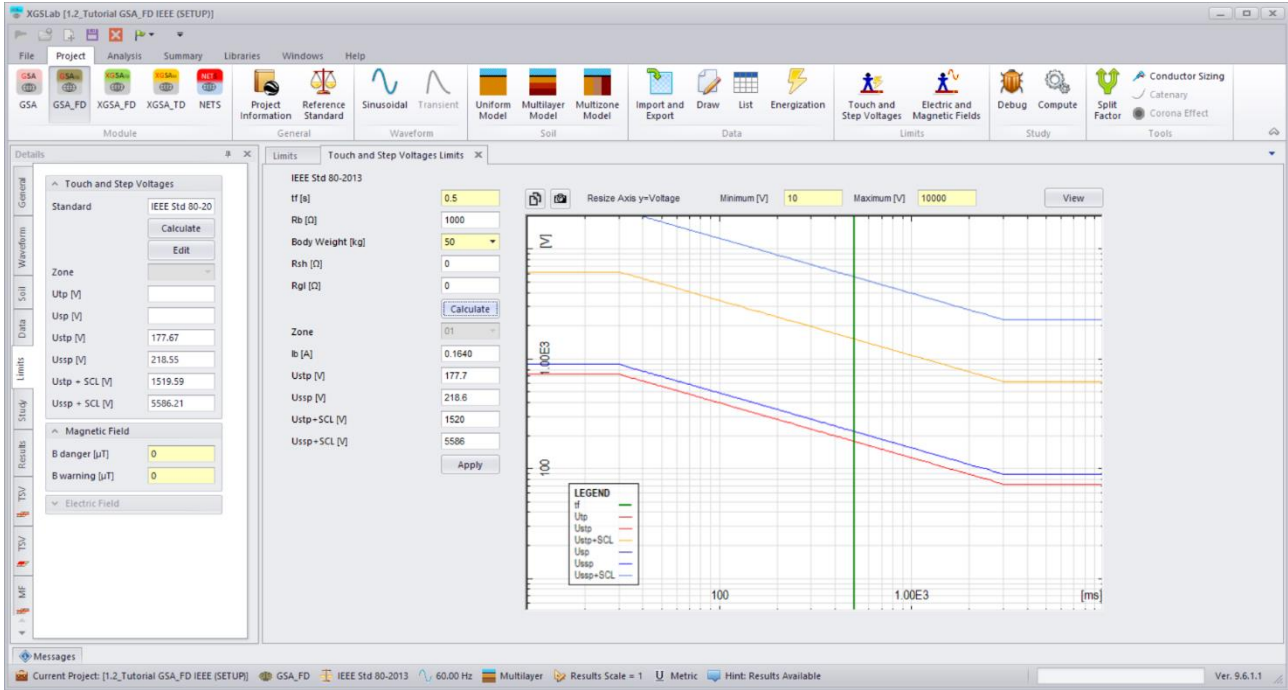 XGSLab [1.2_Tutorial GSA_FD IEEE (SETUP)]
File Project Analysis Summary Libraries Windows Help
GSA GSA_FD XGSA_FD XGSA_TD NETS
Module
Project Information Reference Standard
General
Sinusoidal Transient
Waveform
Uniform Model Multilayer Model Multizone Model
Soil
Import and Export Draw List Energization
Data
Touch and Step Voltages Electric and Magnetic Fields
Limits
Debug Compute
Study
Split Factor
Conductor Sizing
Catenary
Corona Effect
Tools
Details
General
Waveform
Soil
Data
Limits
Study
Results
TSV
TSV
MF
Touch and Step Voltages
Standard IEEE Std 80-20
Calculate
Edit
Zone
Utp [V]
Usp [V]
Ustp [V] 177.67
Ussp [V] 218.55
Ustp + SCL [V] 1519.59
Ussp + SCL [V] 5586.21
Magnetic Field
B danger [μT] 0
B warning [μT] 0
Electric Field
Limits Touch and Step Voltages Limits
IEEE Std 80-2013
tf [s] 0.5
Rb [Ω] 1000
Body Weight [kg] 50
Rsh [Ω] 0
Rgl [Ω] 0
Calculate
Zone 01
Ib [A] 0.1640
Ustp [V] 177.7
Ussp [V] 218.6
Ustp+SCL [V] 1520
Ussp+SCL [V] 5586
Apply
Resize Axis y=Voltage Minimum [V] 10 Maximum [V] 10000 View
[V]
1.00E3
100
LEGEND
tf
Utp
Ustp
Ustp+SCL
Usp
Ussp
Ussp+SCL
100 1.00E3 [ms]
Messages
Current Project: [1.2_Tutorial GSA_FD IEEE (SETUP)] GSA_FD IEEE Std 80-2013 60.00 Hz Multilayer Results Scale = 1 U Metric Hint: Results Available Ver. 9.6.1.1